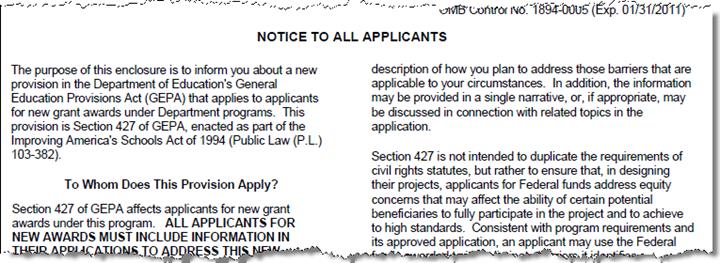 OMB Control No. 1894-0005 (Exp. 01/31/2011)
NOTICE TO ALL APPLICANTS
The purpose of this enclosure is to inform you about a new
provision in the Department of Education's General
Education Provisions Act (GEPA) that applies to applicants
for new grant awards under Department programs.  This
provision is Section 427 of GEPA, enacted as part of the
Improving America's Schools Act of 1994 (Public Law (P.L.)
103-382).
To Whom Does This Provision Apply?
Section 427 of GEPA affects applicants for new grant
awards under this program.   ALL APPLICANTS FOR
NEW AWARDS MUST INCLUDE INFORMATION IN
THEIR APPLICATIONS TO ADDRESS THIS NEW
description of how you plan to address those barriers that are
applicable to your circumstances.  In addition, the information
may be provided in a single narrative, or, if appropriate, may
be discussed in connection with related topics in the
application.
Section 427 is not intended to duplicate the requirements of
civil rights statutes, but rather to ensure that, in designing
their projects, applicants for Federal funds address equity
concerns that may affect the ability of certain potential
beneficiaries to fully participate in the project and to achieve
to high standards.  Consistent with program requirements and
its approved application, an applicant may use the Federal